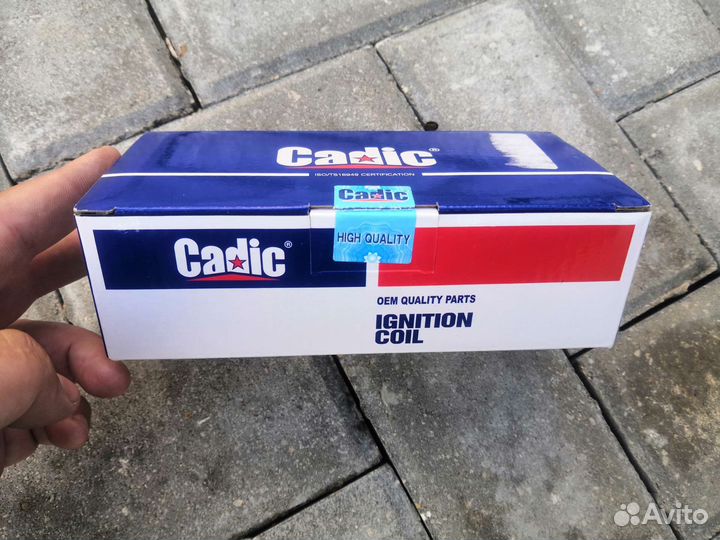 Cadic
ISO/TS16949 CERTIFICATION
Cadic
HIGH QUALITY
Cadic®
OEM QUALITY PARTS
IGNITION
COIL
Avito